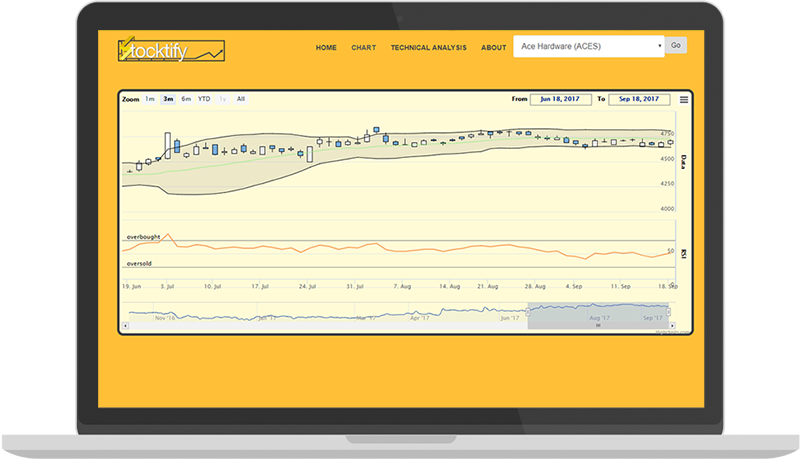 Stocktify
HOME CHART TECHNICAL ANALYSIS ABOUT Ace Hardware (ACES) Go
Zoom 1m 3m 6m YTD 1y All From Jun 18, 2017 To Sep 18, 2017
4750
4500
4250
4000
Data
overbought
50
oversold
0
RSI
19. Jun 3. Jul 10. Jul 17. Jul 24. Jul 31. Jul 7. Aug 14. Aug 21. Aug 28. Aug 4. Sep 11. Sep 18. Sep
Nov '16 Jan '17 Mar '17 Apr '17 Jun '17 Aug '17 Sep '17